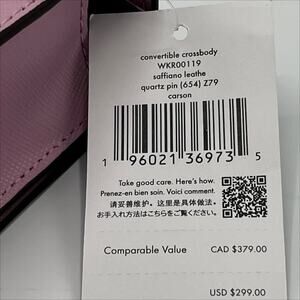 convertible crossbody
WKR00119
saffiano leathe
quartz pin (654) Z79
carson
1 96021 36973 5
Take good care. Here's how.
Prenez-en bien soin. Voici comment.
请妥善维护。这里是具体做法。
お手入れ方法はこちらをご覧ください。
Comparable Value CAD $379.00
USD $299.00